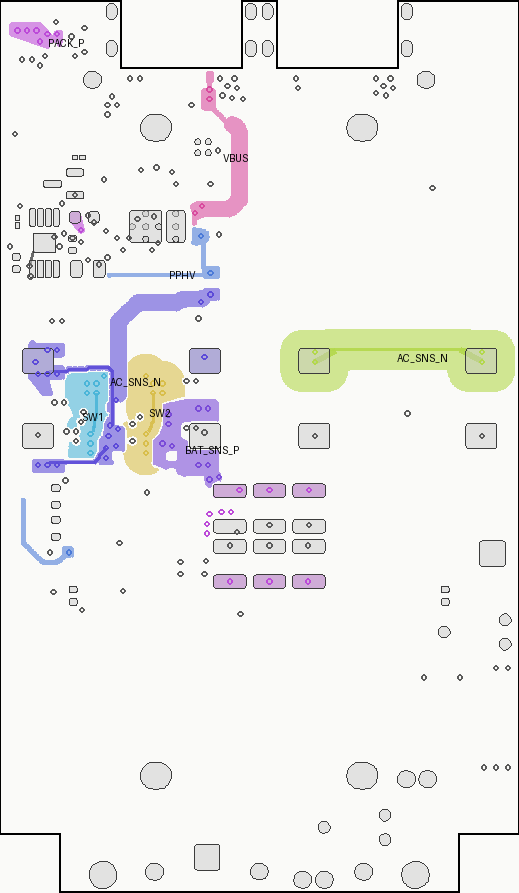 PACK_P
VBUS
PPHV
AC_SNS_N
AC_SNS_N
SW1
SW2
BAT_SNS_P